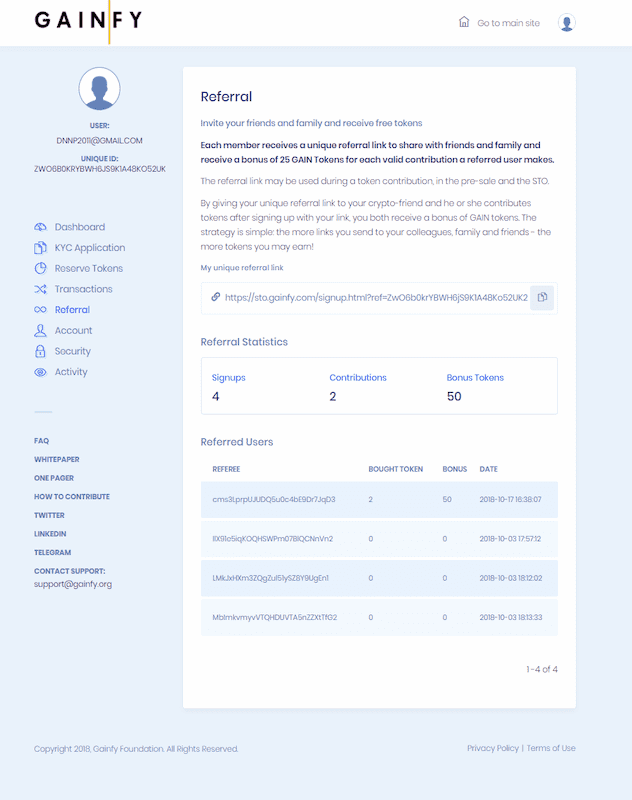 GAINFY
Go to main site
USER:
DNNP2011@GMAIL.COM
UNIQUE ID:
ZWO6B0KRYBWH6JS9K1A48KO52UK
Dashboard
KYC Application
Reserve Tokens
Transactions
Referral
Account
Security
Activity
FAQ
WHITEPAPER
ONE PAGER
HOW TO CONTRIBUTE
TWITTER
LINKEDIN
TELEGRAM
CONTACT SUPPORT:
support@gainfy.org
Referral
Invite your friends and family and receive free tokens
Each member receives a unique referral link to share with friends and family and
receive a bonus of 25 GAIN Tokens for each valid contribution a referred user makes.
The referral link may be used during a token contribution, in the pre-sale and the STO.
By giving your unique referral link to your crypto-friend and he or she contributes
tokens after signing up with your link, you both receive a bonus of GAIN tokens. The
strategy is simple: the more links you send to your colleagues, family and friends - the
more tokens you may earn!
My unique referral link
https://sto.gainfy.com/signup.html?ref=ZwO6b0krYBWH6jS9K1A48Ko52UK2
Referral Statistics
Signups Contributions Bonus Tokens
4 2 50
Referred Users
REFEREE BOUGHT TOKEN BONUS DATE
cms3LprpUJUDQ5u0c4bE9Dr7JqD3 2 50 2018-10-17 16:38:07
0 0 2018-10-03 17:57:12
LMkJxHXm3ZQgZul51ySZBY9UgEn1 0 0 2018-10-03 18:12:02
MbImkvmyvVTQHDUVTA5nZZXtTfG2 0 0 2018-10-03 18:13:33
1 -4 of 4
Copyright 2018, Gainfy Foundation. All Rights Reserved.
Privacy Policy | Terms of Use